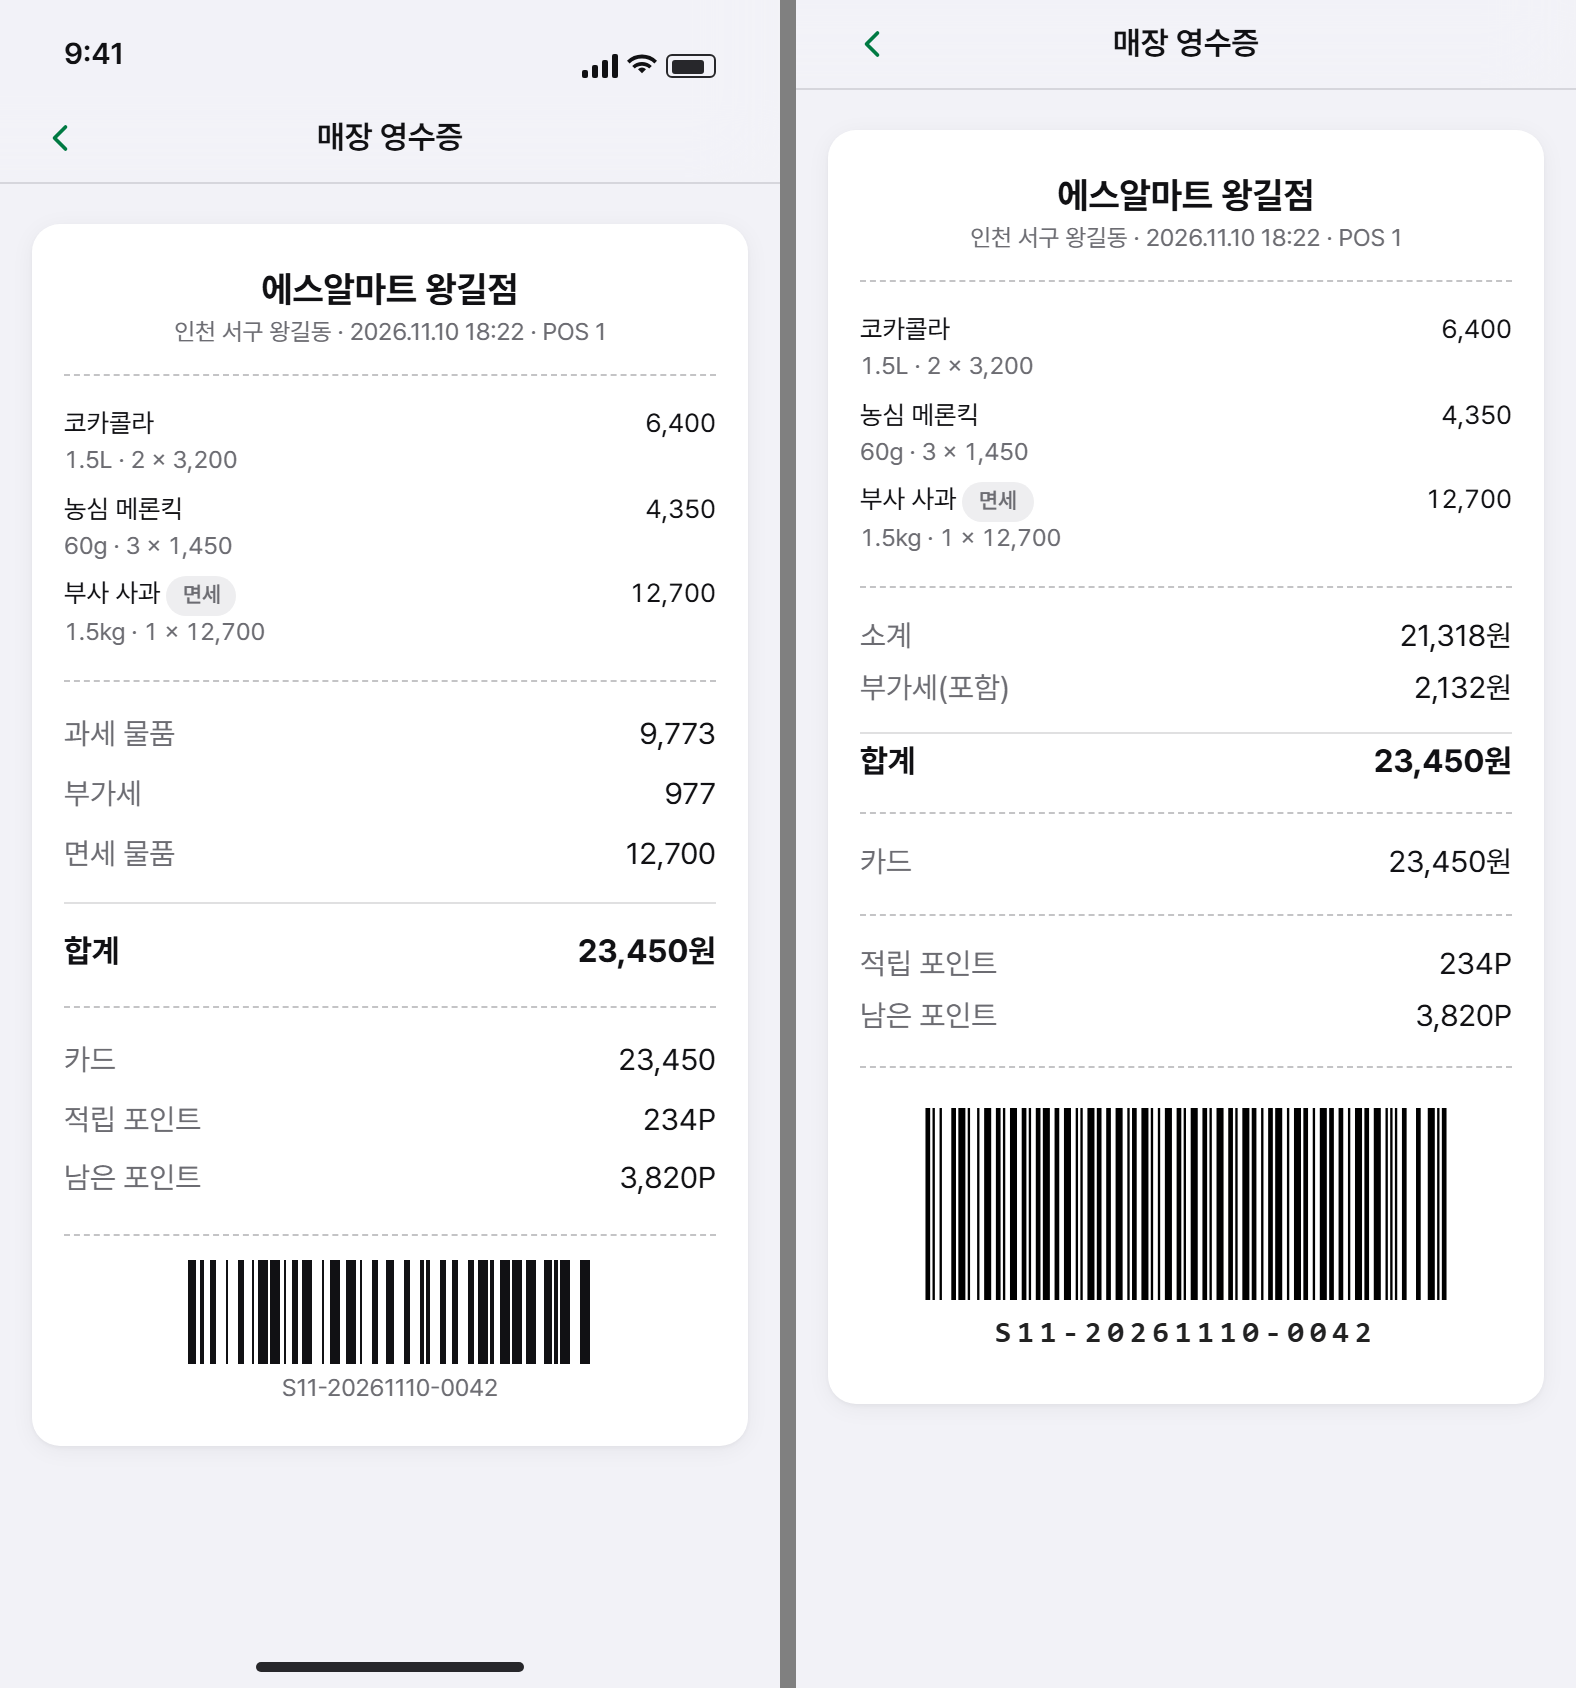 9:41
매장 영수증
에스알마트 왕길점
인천 서구 왕길동 · 2026.11.10 18:22 · POS 1
코카콜라 6,400
1.5L · 2 × 3,200
농심 메론킥 4,350
60g · 3 × 1,450
부사 사과 면세 12,700
1.5kg · 1 × 12,700
과세 물품 9,773
부가세 977
면세 물품 12,700
합계 23,450원
카드 23,450
적립 포인트 234P
남은 포인트 3,820P
S11-20261110-0042
매장 영수증
에스알마트 왕길점
인천 서구 왕길동 · 2026.11.10 18:22 · POS 1
코카콜라 6,400
1.5L · 2 × 3,200
농심 메론킥 4,350
60g · 3 × 1,450
부사 사과 면세 12,700
1.5kg · 1 × 12,700
소계 21,318원
부가세(포함) 2,132원
합계 23,450원
카드 23,450원
적립 포인트 234P
남은 포인트 3,820P
S11-20261110-0042